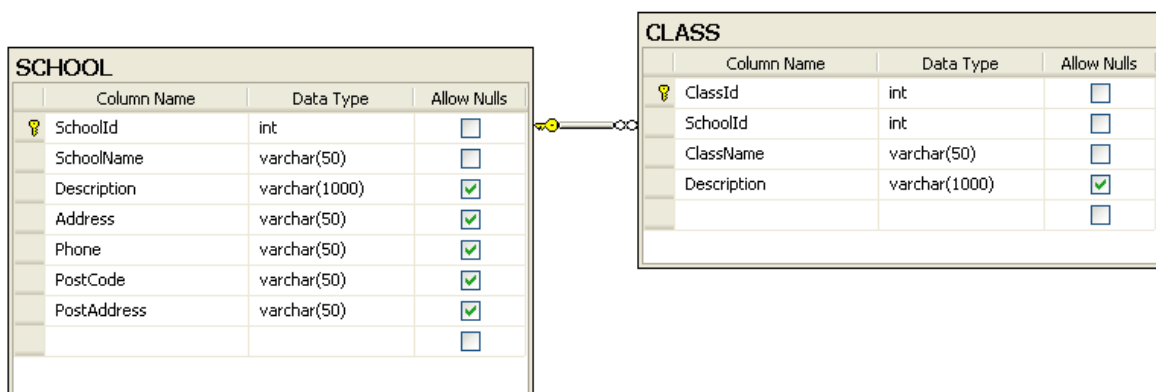 SCHOOL
Column Name Data Type Allow Nulls
SchoolId int
SchoolName varchar(50)
Description varchar(1000)
Address varchar(50)
Phone varchar(50)
PostCode varchar(50)
PostAddress varchar(50)
CLASS
Column Name Data Type Allow Nulls
ClassId int
SchoolId int
ClassName varchar(50)
Description varchar(1000)